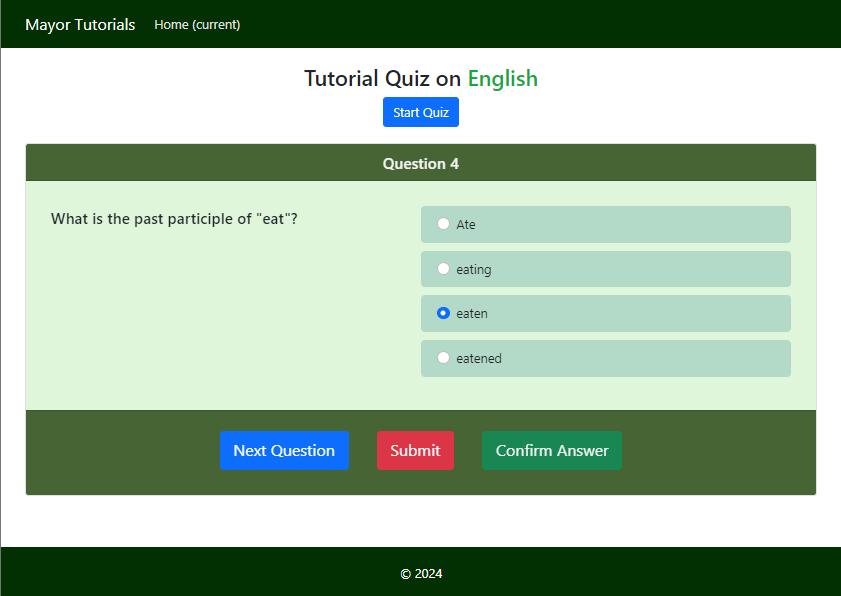 Mayor Tutorials Home (current)
Tutorial Quiz on English
Start Quiz
Question 4
What is the past participle of "eat"?
Ate
eating
eaten
eatened
Next Question Submit Confirm Answer
© 2024